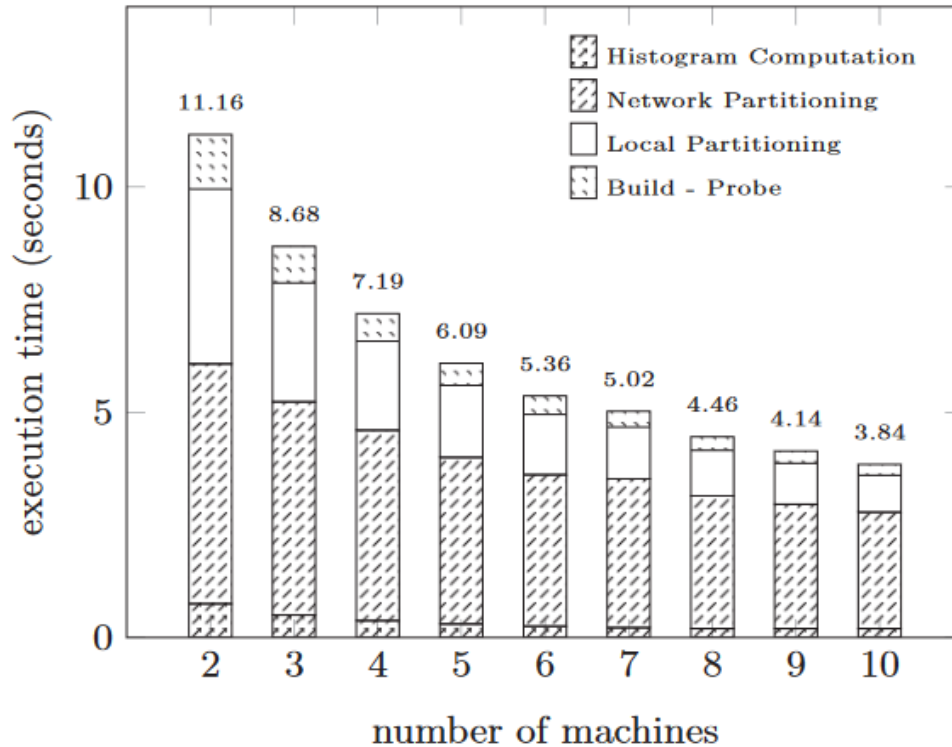 Histogram Computation
Network Partitioning
Local Partitioning
Build - Probe
11.16
8.68
7.19
6.09
5.36
5.02
4.46
4.14
3.84
10
5
0
execution time (seconds)
2 3 4 5 6 7 8 9 10
number of machines